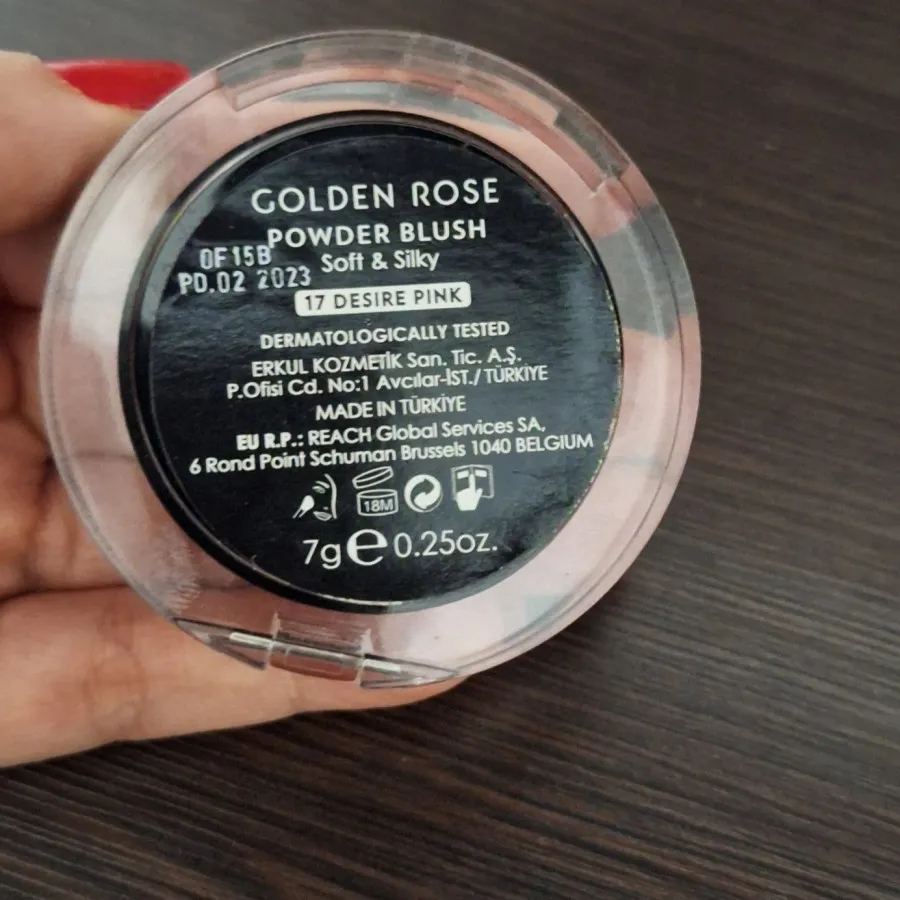 GOLDEN ROSE
POWDER BLUSH
0F15B
Soft & Silky
PD.02 2023
17 DESIRE PINK
DERMATOLOGICALLY TESTED
ERKUL KOZMETİK San. Tic. A.Ş.
P.Ofisi Cd. No:1 Avcılar-İST./ TÜRKİYE
MADE IN TÜRKİYE
EU R.P.: REACH Global Services SA,
6 Rond Point Schuman Brussels 1040 BELGIUM
18M
7g e 0.25oz.